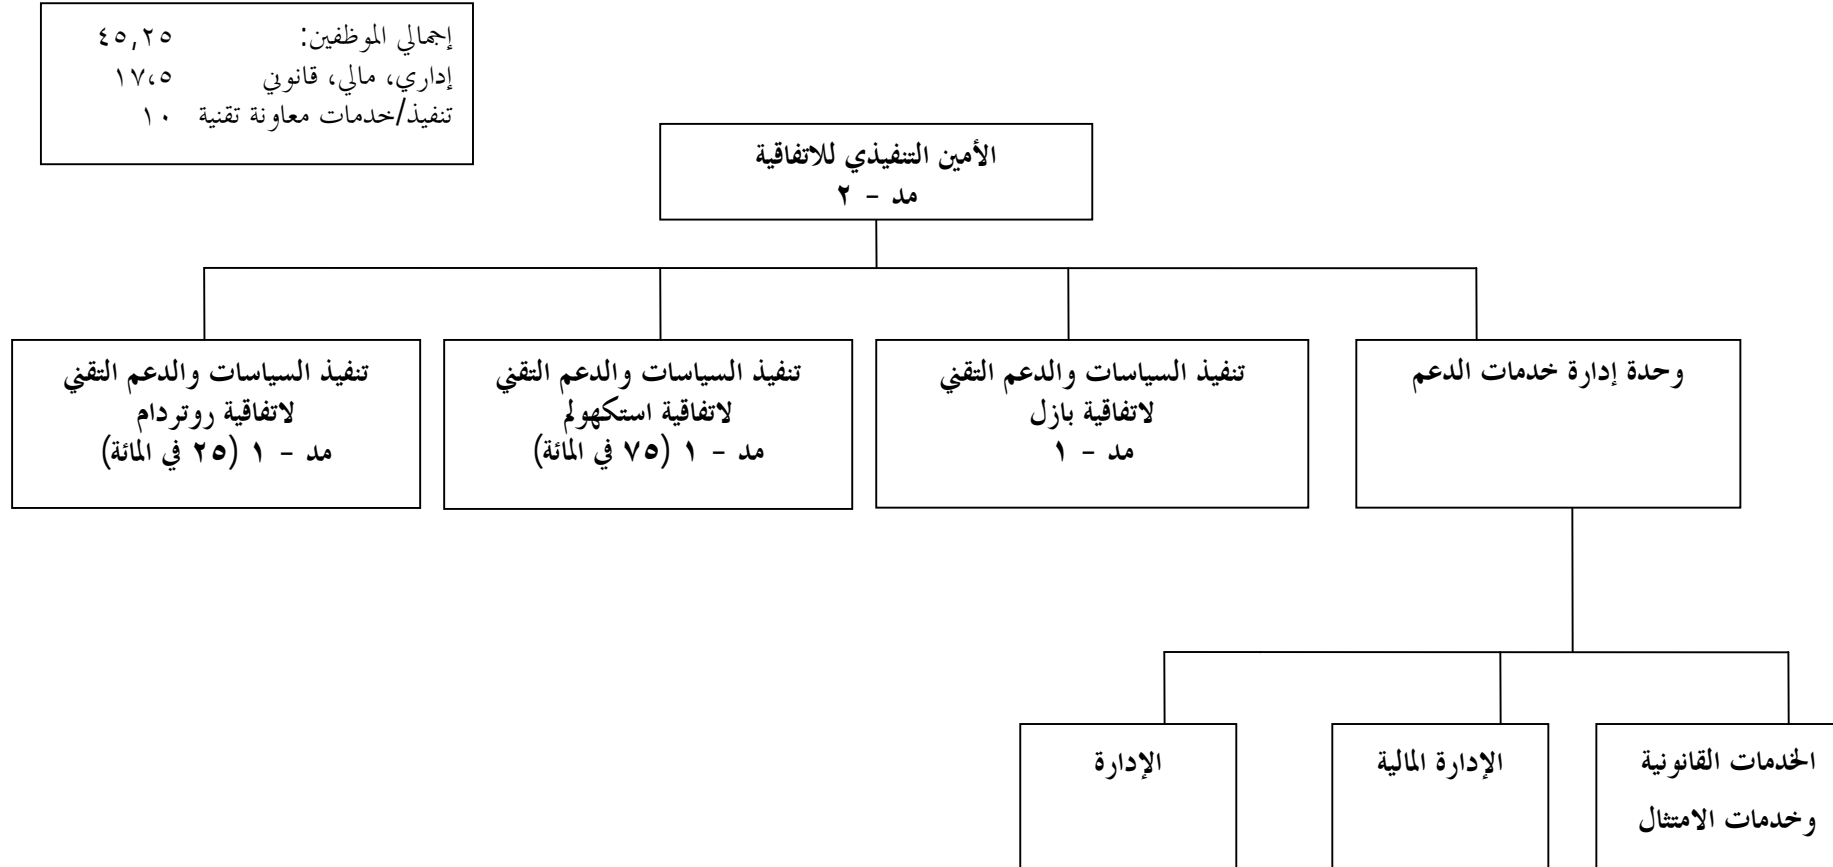 إجمالي الموظفين: ٤٥,٢٥
إداري، مالي، قانوني ١٧،٥
تنفيذ/خدمات معاونة تقنية ١٠
الأمين التنفيذي للاتفاقية
مد - ٢
وحدة إدارة خدمات الدعم
تنفيذ السياسات والدعم التقني
لاتفاقية بازل
مد - ١
تنفيذ السياسات والدعم التقني
لاتفاقية استكهولم
مد - ١ (٧٥ في المائة)
تنفيذ السياسات والدعم التقني
لاتفاقية روتردام
مد - ١ (٢٥ في المائة)
الخدمات القانونية
وخدمات الامتثال
الإدارة المالية
الإدارة